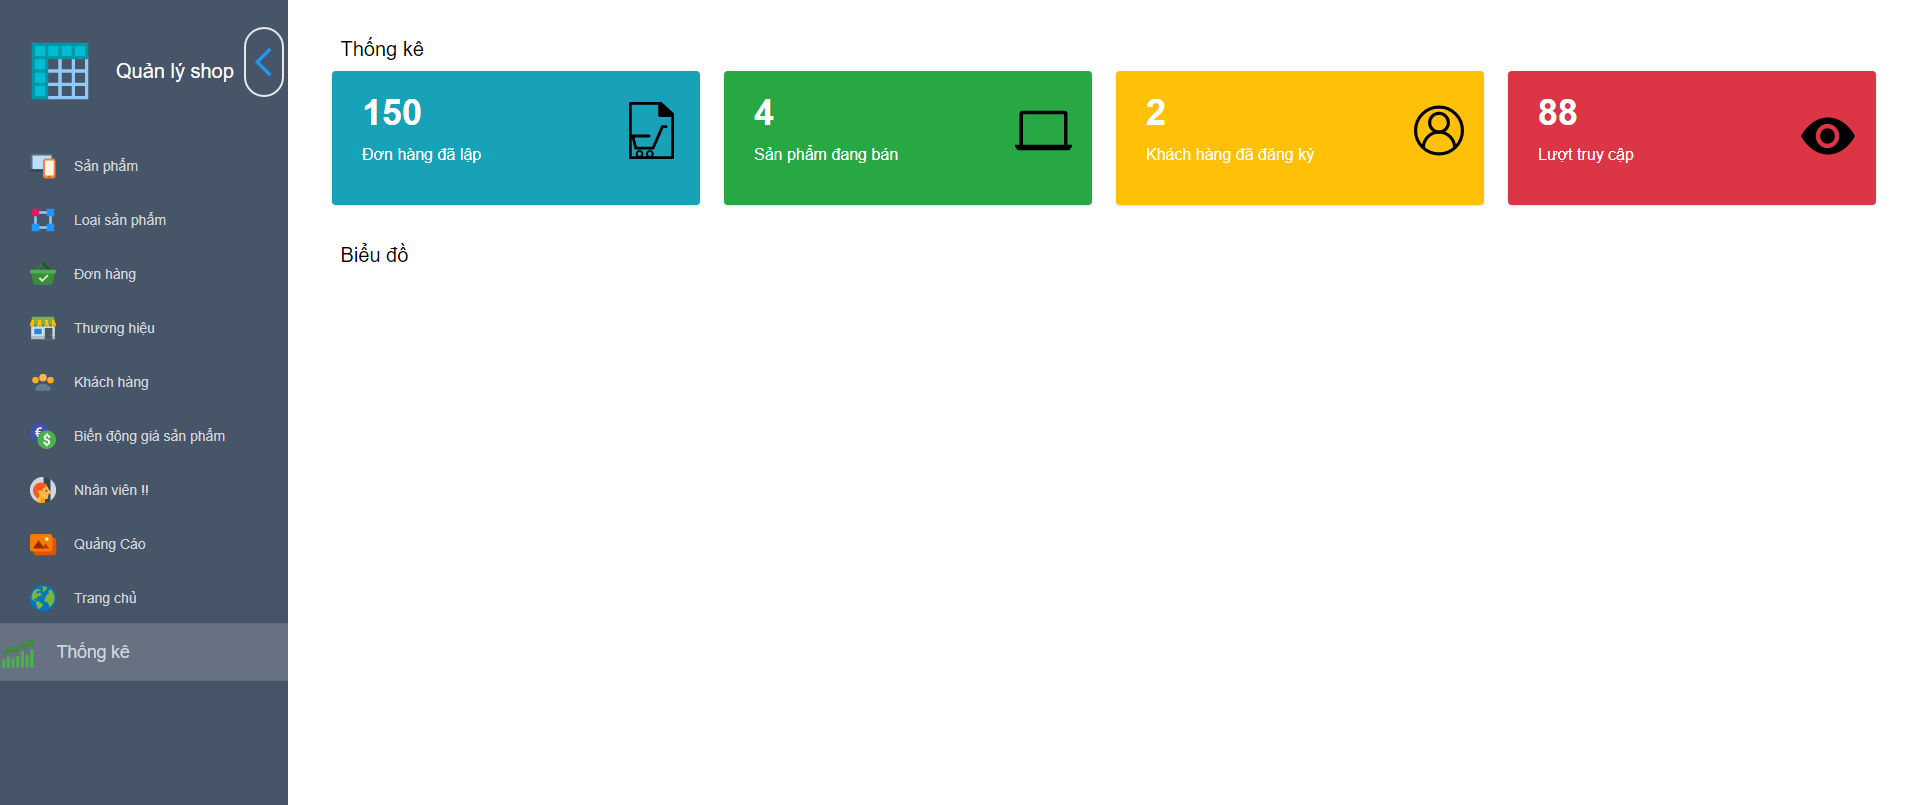 Quản lý shop
Sản phẩm
Loại sản phẩm
Đơn hàng
Thương hiệu
Khách hàng
Biến động giá sản phẩm
Nhân viên !!
Quảng Cáo
Trang chủ
Thống kê
Thống kê
150
Đơn hàng đã lập
4
Sản phẩm đang bán
2
Khách hàng đã đăng ký
88
Lượt truy cập
Biểu đồ